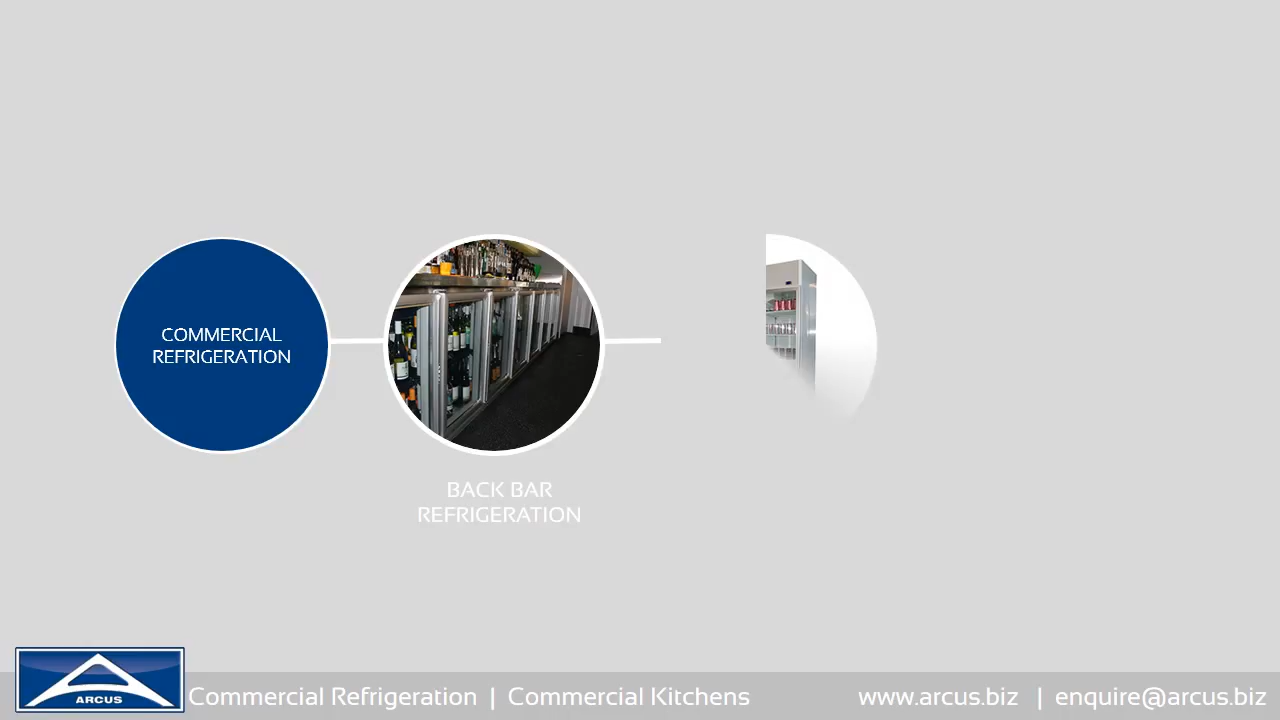 COMMERCIAL
REFRIGERATION
BACK BAR
REFRIGERATION
ARCUS
Commercial Refrigeration | Commercial Kitchens
www.arcus.biz | enquire@arcus.biz